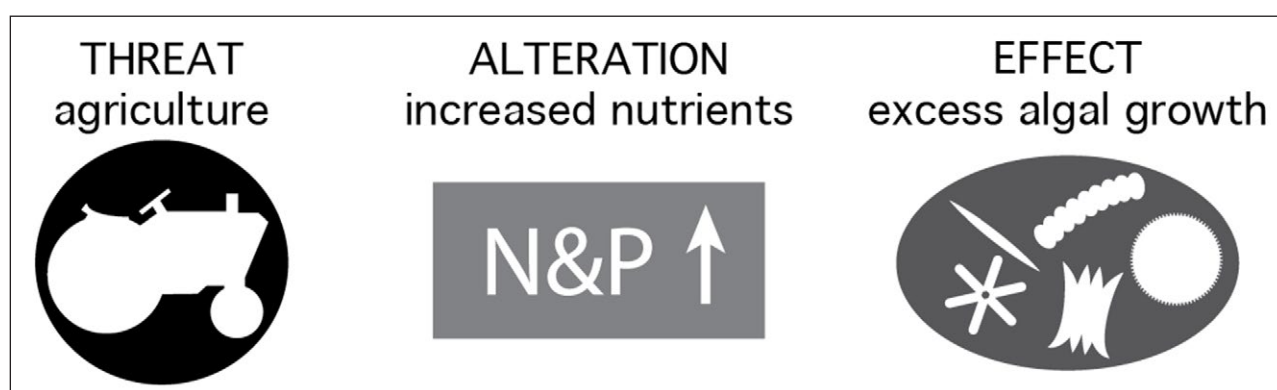 THREAT
agriculture
ALTERATION
increased nutrients
N&P
EFFECT
excess algal growth